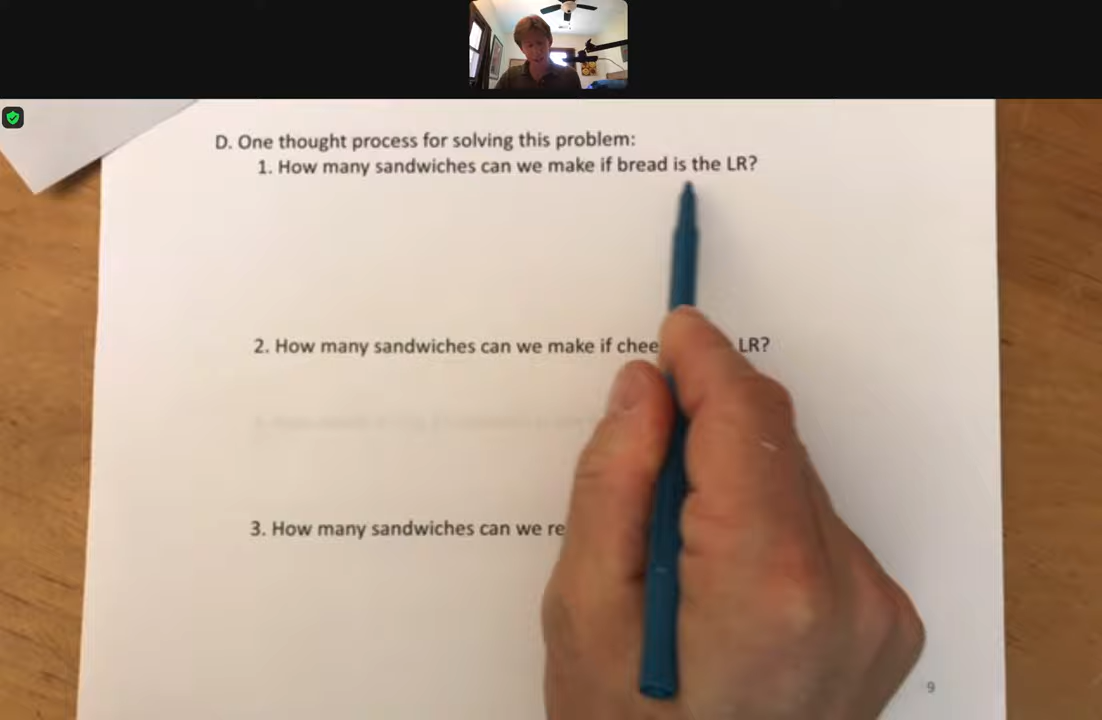 D. One thought process for solving this problem:
1. How many sandwiches can we make if bread is the LR?
2. How many sandwiches can we make if chee LR?
3. How many sandwiches can we re
9